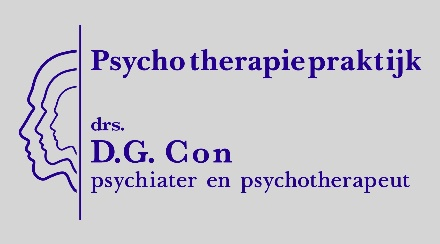 Psychotherapiepraktijk
drs.
D.G. Con
psychiater en psychotherapeut